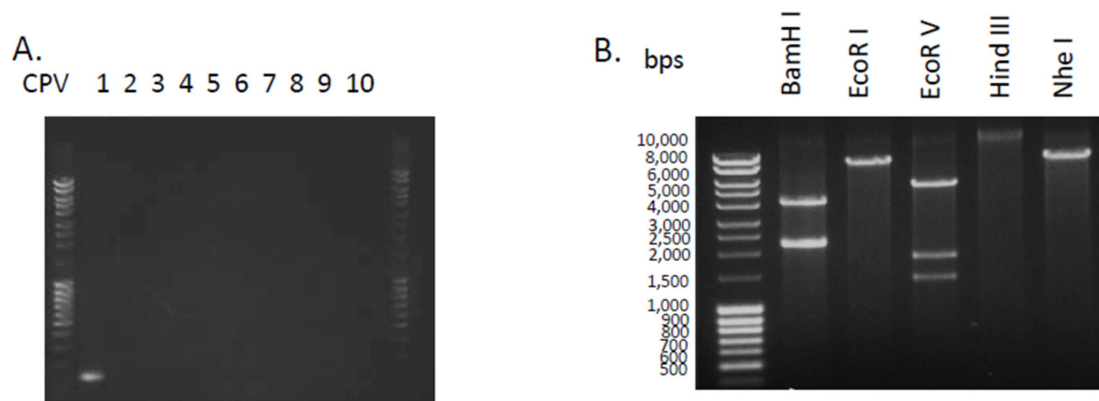 A.
CPV 1 2 3 4 5 6 7 8 9 10
B.
bps
BamH I
EcoR I
EcoR V
Hind III
Nhe I
10,000
8,000
6,000
5,000
4,000
3,000
2,500
2,000
1,500
1,000
900
800
700
600
500